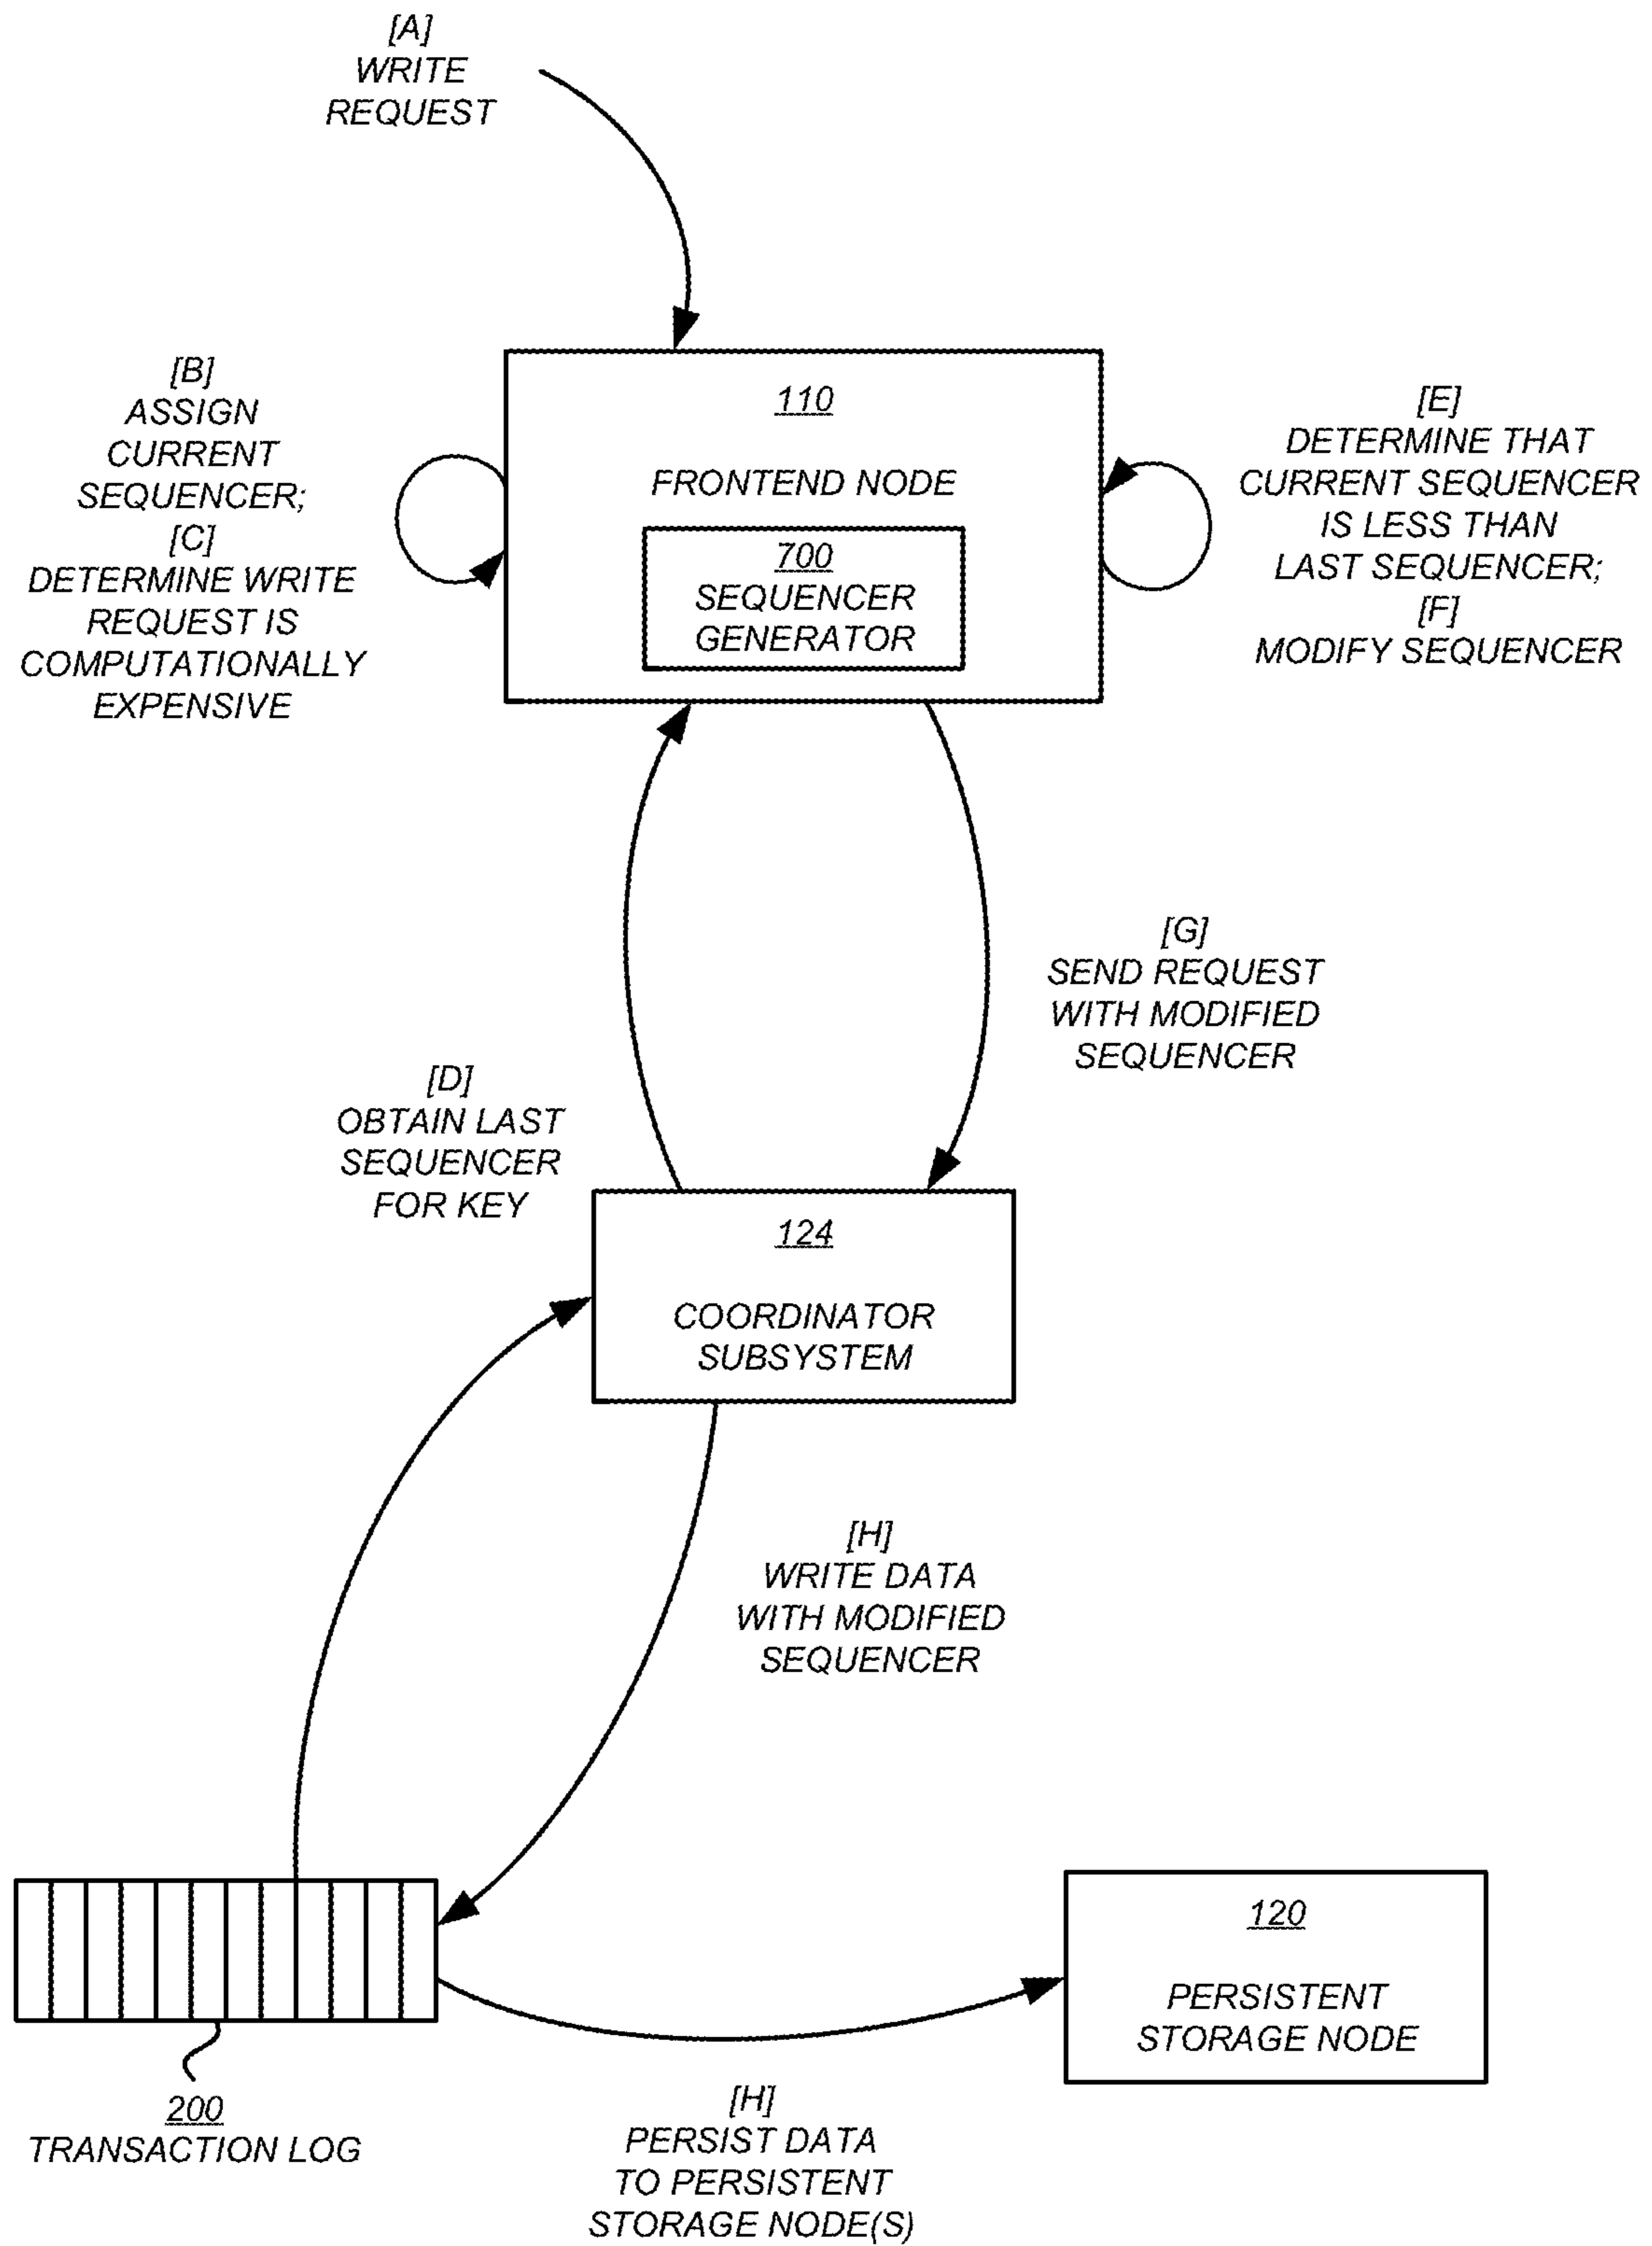 [A]
WRITE
REQUEST
[B]
ASSIGN
CURRENT
SEQUENCER;
[C]
DETERMINE WRITE
REQUEST IS
COMPUTATIONALLY
EXPENSIVE
110
FRONTEND NODE
700
SEQUENCER
GENERATOR
[E]
DETERMINE THAT
CURRENT SEQUENCER
IS LESS THAN
LAST SEQUENCER;
[F]
MODIFY SEQUENCER
[G]
SEND REQUEST
WITH MODIFIED
SEQUENCER
[D]
OBTAIN LAST
SEQUENCER
FOR KEY
124
COORDINATOR
SUBSYSTEM
[H]
WRITE DATA
WITH MODIFIED
SEQUENCER
120
PERSISTENT
STORAGE NODE
200
TRANSACTION LOG
[H]
PERSIST DATA
TO PERSISTENT
STORAGE NODE(S)